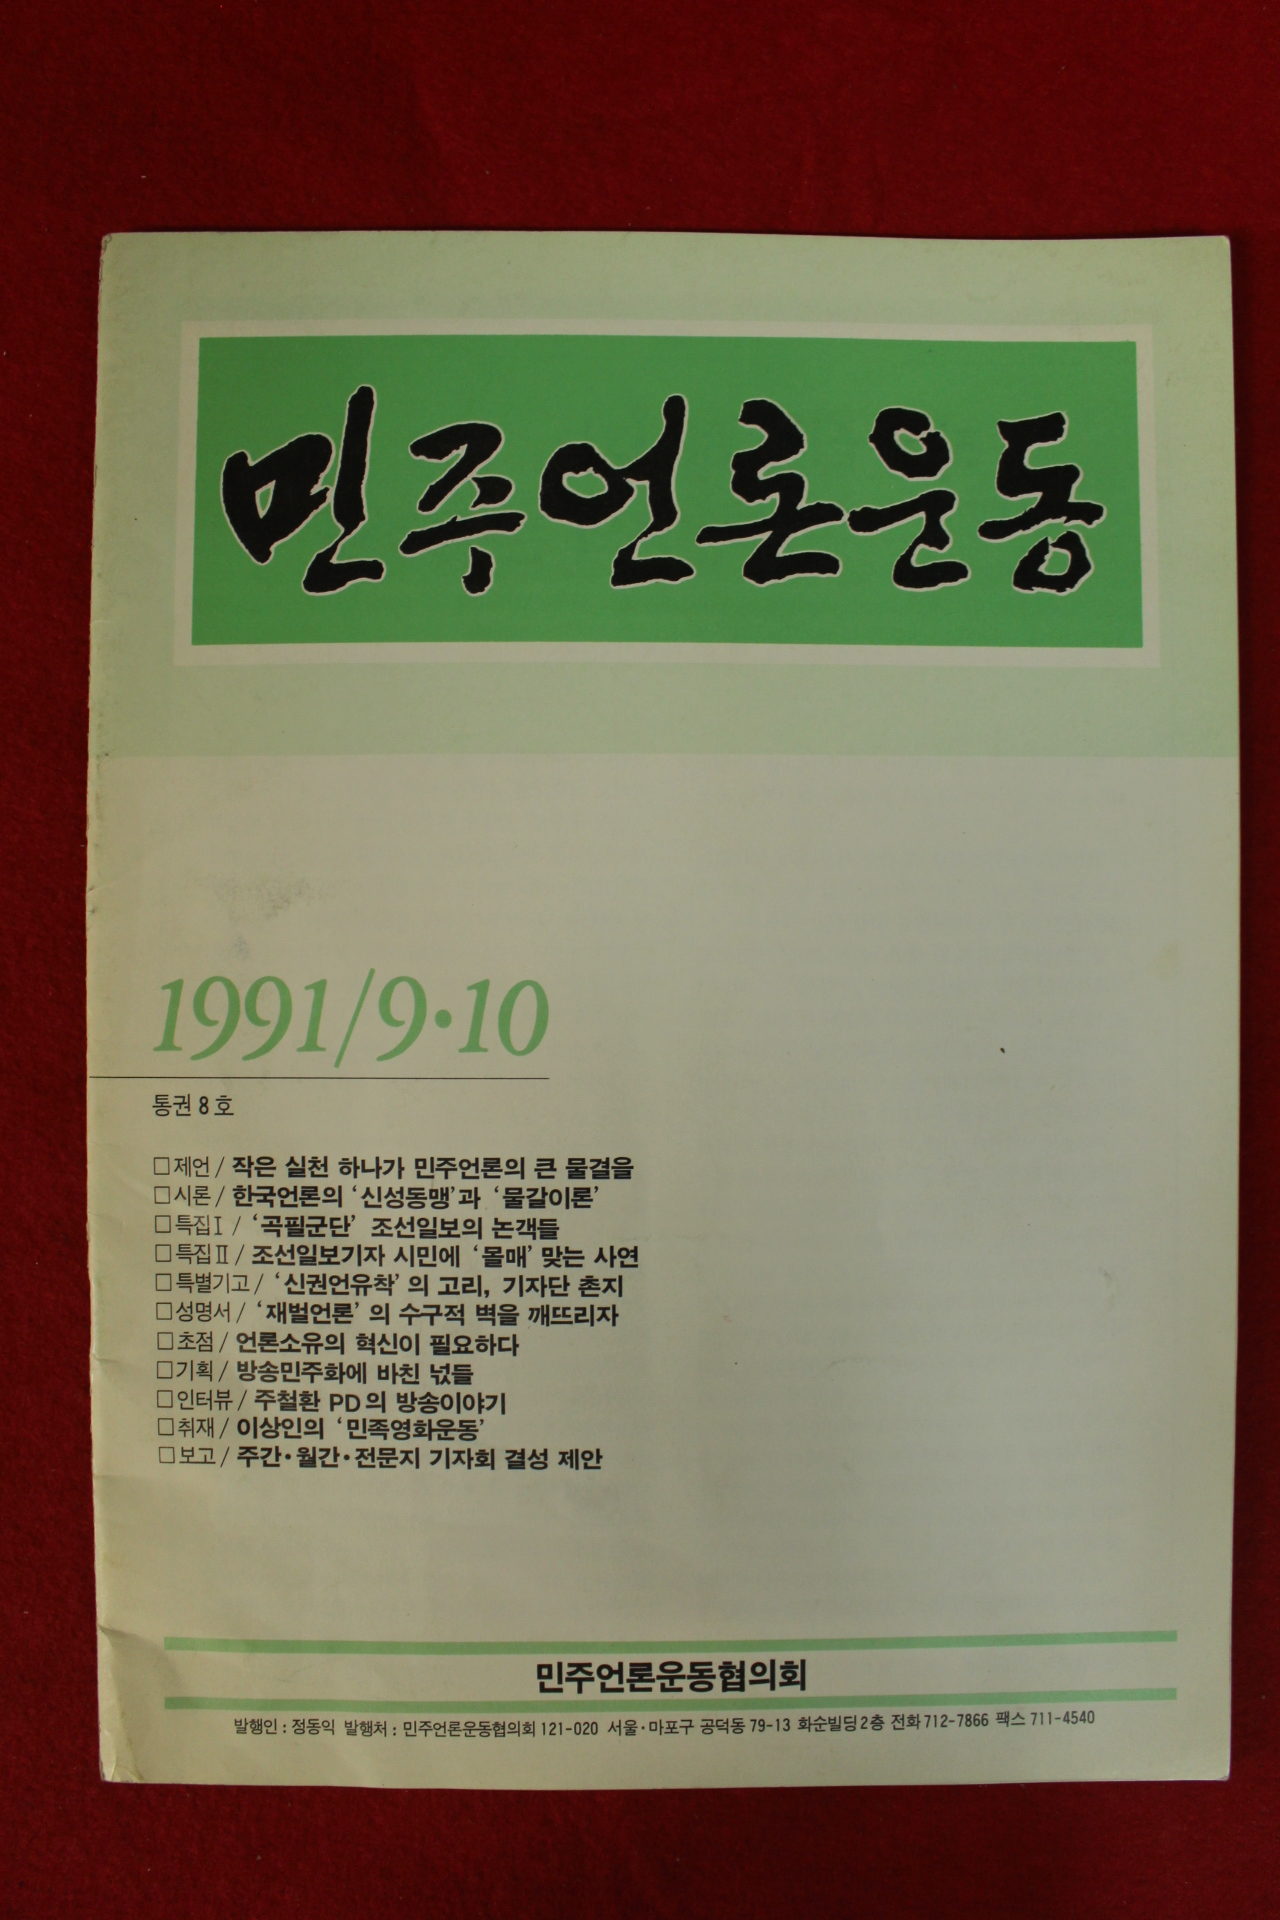 민주언론운동
1991/9·10
통권 8 호
□제언/ 작은 실천 하나가 민주언론의 큰 물결을
□시론/ 한국언론의 ‘신성동맹’과 ‘물갈이론’
□특집Ⅰ / ‘곡필군단’ 조선일보의 논객들
□특집Ⅱ/ 조선일보기자 시민에 ‘몰매’ 맞는 사연
□특별기고/ ‘신권언유착’의 고리, 기자단 촌지
□성명서/ ‘재벌언론’의 수구적 벽을 깨뜨리자
□초점/ 언론소유의 혁신이 필요하다
□기획/ 방송민주화에 바친 넋들
□인터뷰/ 주철환 PD의 방송이야기
□취재/ 이상인의 ‘민족영화운동’
□보고/ 주간·월간·전문지 기자회 결성 제안
민주언론운동협의회
발행인 : 정동익 발행처 : 민주언론운동협의회 121-020 서울·마포구 공덕동 79-13 화순빌딩 2층 전화 712-7866 팩스 711-4540